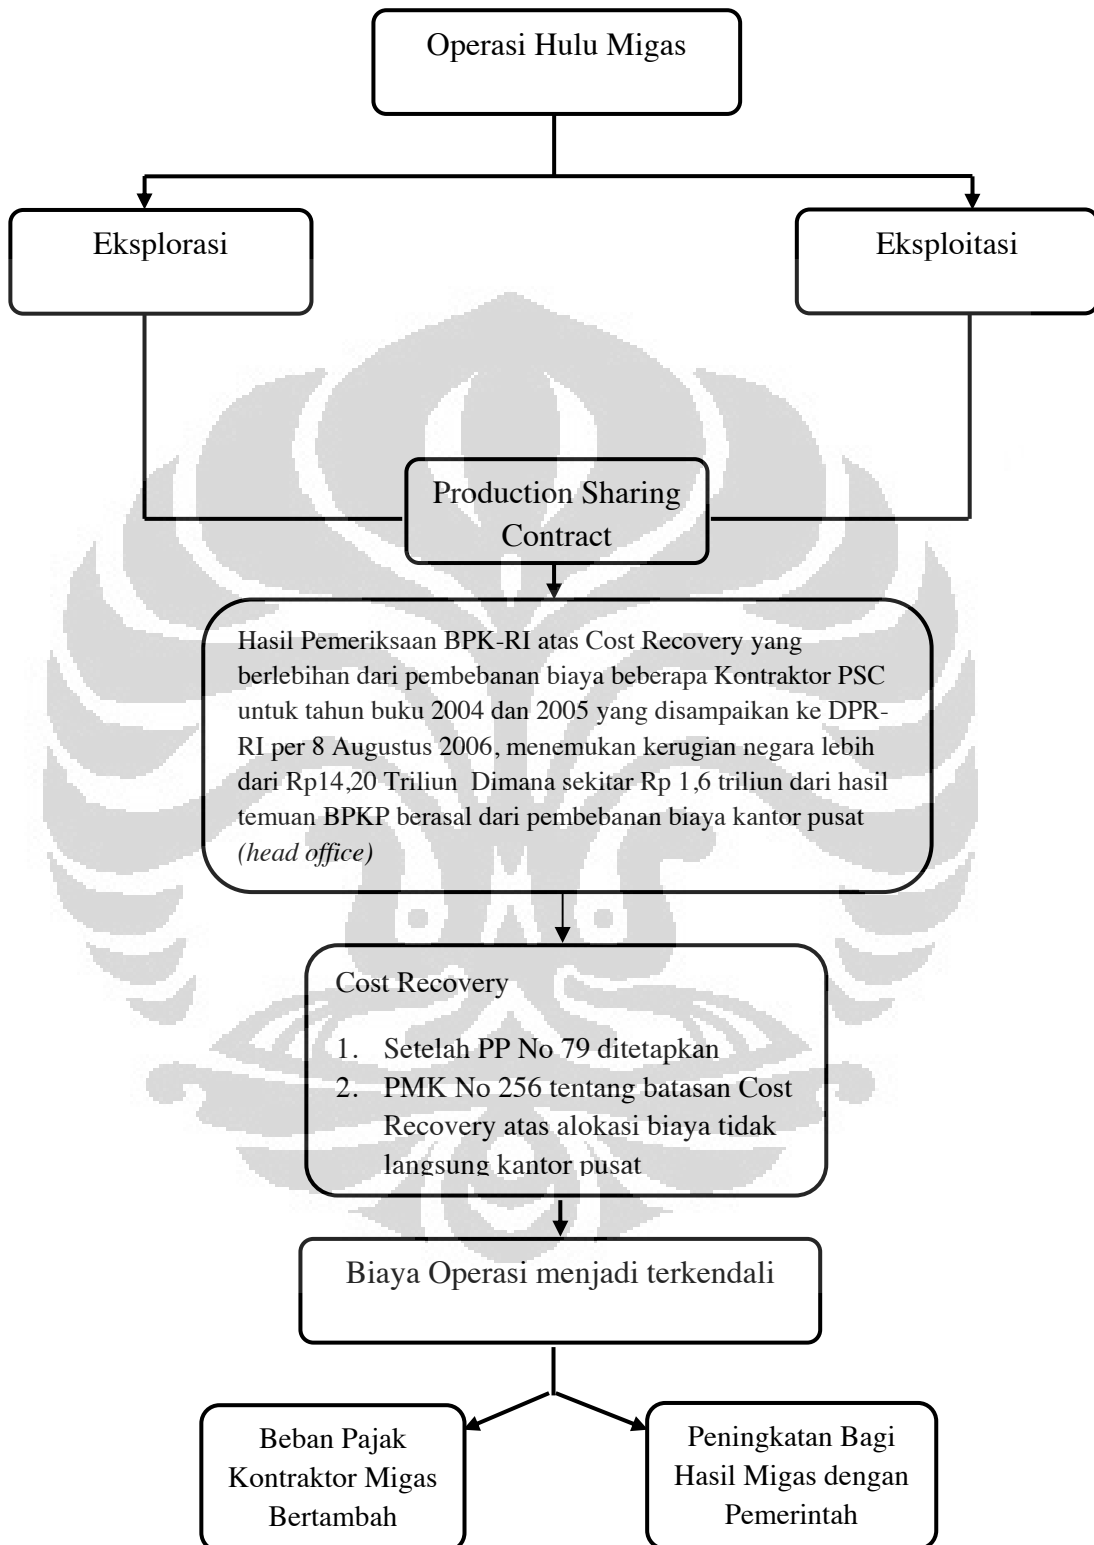 Operasi Hulu Migas
Eksplorasi
Eksploitasi
Production Sharing
Contract
Hasil Pemeriksaan BPK-RI atas Cost Recovery yang
berlebihan dari pembebanan biaya beberapa Kontraktor PSC
untuk tahun buku 2004 dan 2005 yang disampaikan ke DPR-
RI per 8 Augustus 2006, menemukan kerugian negara lebih
dari Rp14,20 Triliun  Dimana sekitar Rp 1,6 triliun dari hasil
temuan BPKP berasal dari pembebanan biaya kantor pusat
(head office)
Cost Recovery
1. Setelah PP No 79 ditetapkan
2. PMK No 256 tentang batasan Cost
Recovery atas alokasi biaya tidak
langsung kantor pusat
Biaya Operasi menjadi terkendali
Beban Pajak
Kontraktor Migas
Bertambah
Peningkatan Bagi
Hasil Migas dengan
Pemerintah